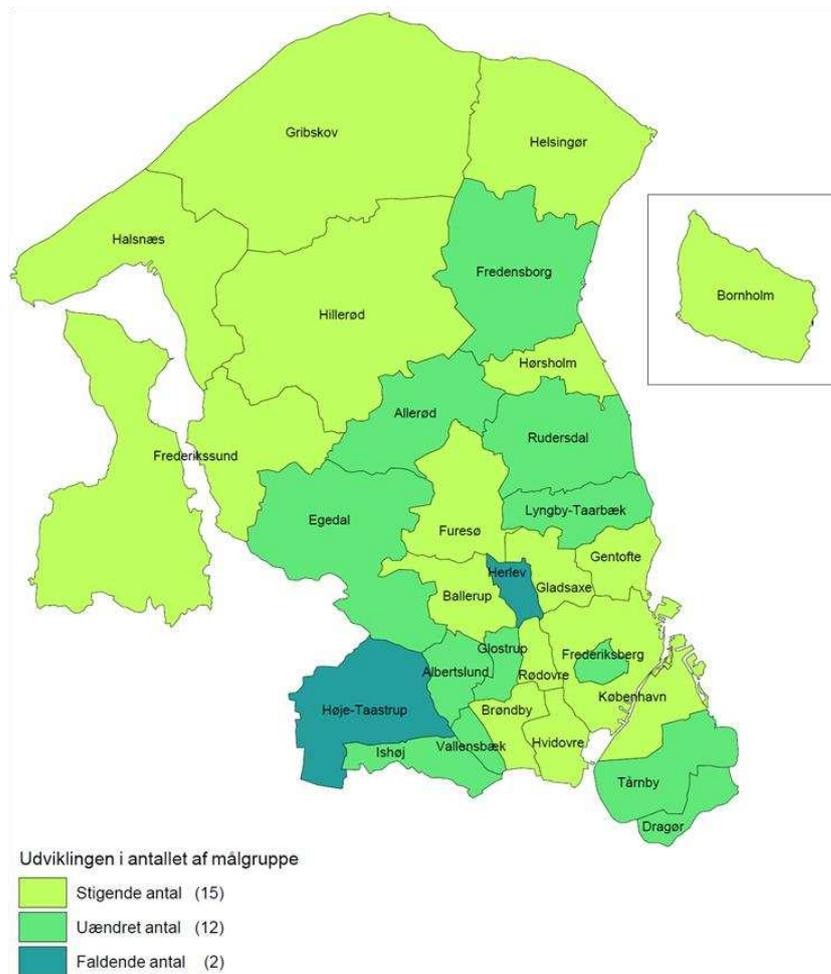 Gribskov
Helsingør
Halsnæs
Fredensborg
Bornholm
Hillerød
Hørsholm
Allerød
Rudersdal
Frederikssund
Egedal
Lyngby-Taarbæk
Furesø
Gentofte
Herlev
Gladsaxe
Ballerup
Glostrup
Frederiksberg
Albertslund
Rødovre
København
Høje-Taastrup
Brøndby
Hvidovre
Vallensbæk
Ishøj
Tårnby
Dragør
Udviklingen i antallet af målgruppe
Stigende antal (15)
Uændret antal (12)
Faldende antal (2)